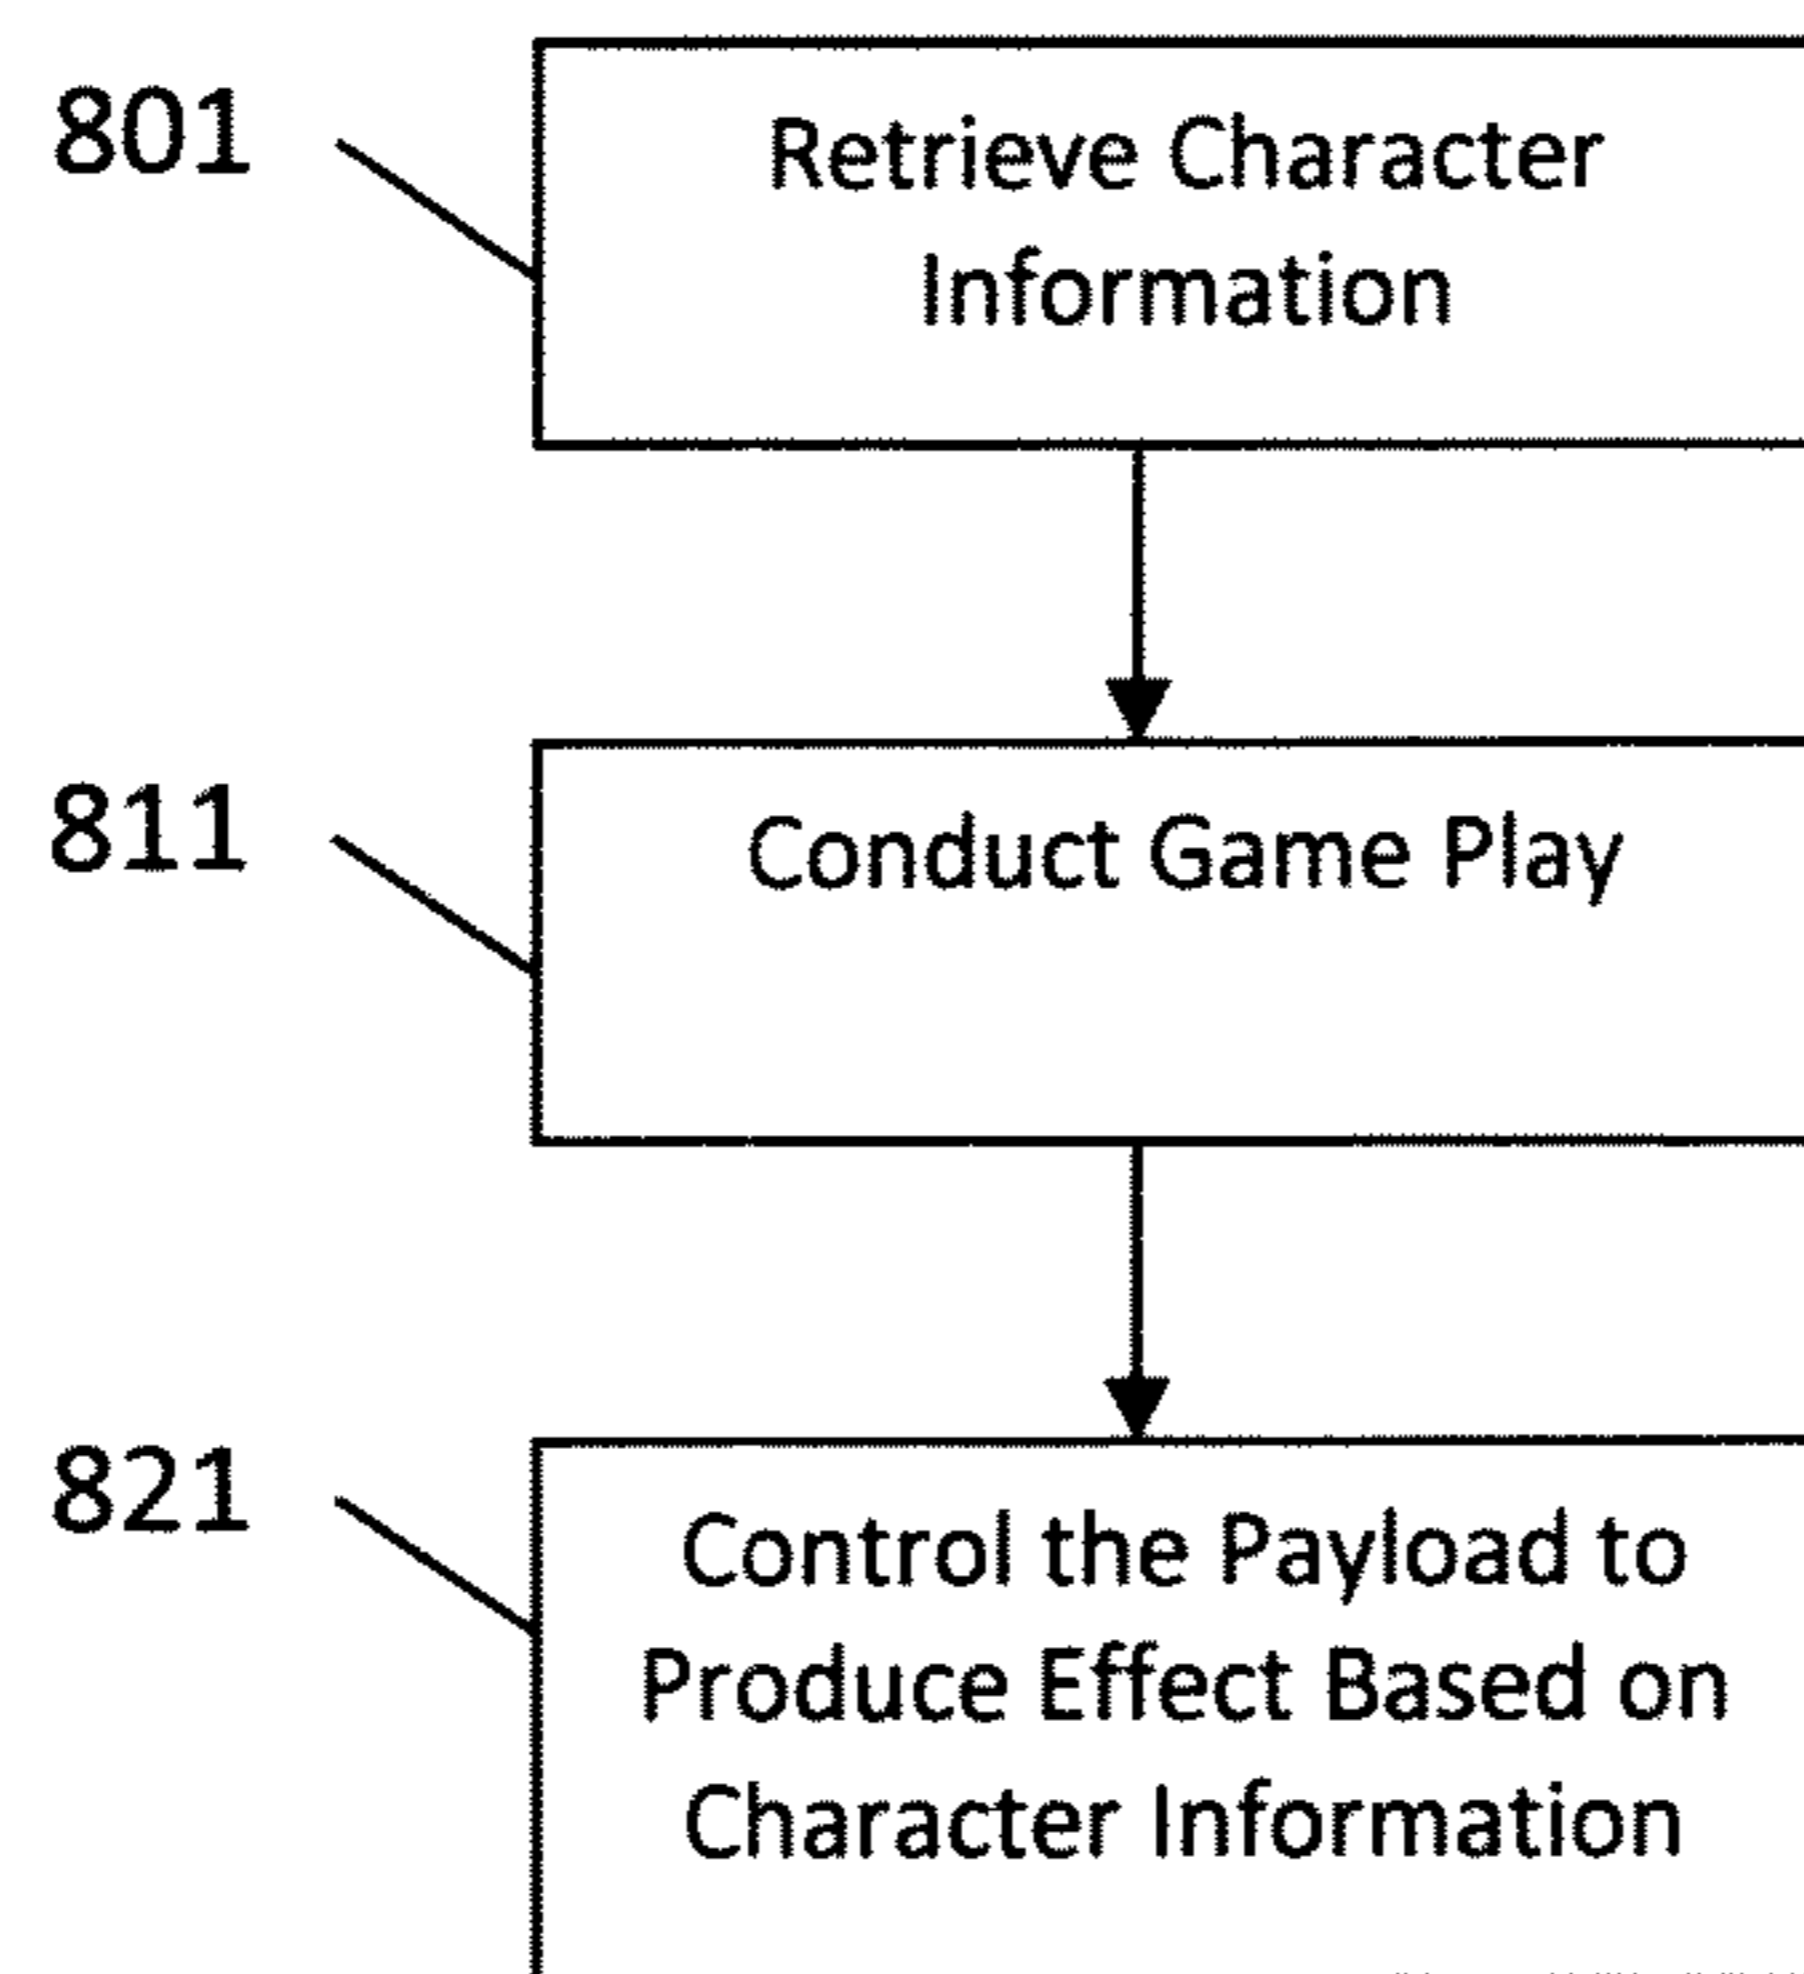 801
Retrieve Character
Information
811
Conduct Game Play
821
Control the Payload to
Produce Effect Based on
Character Information